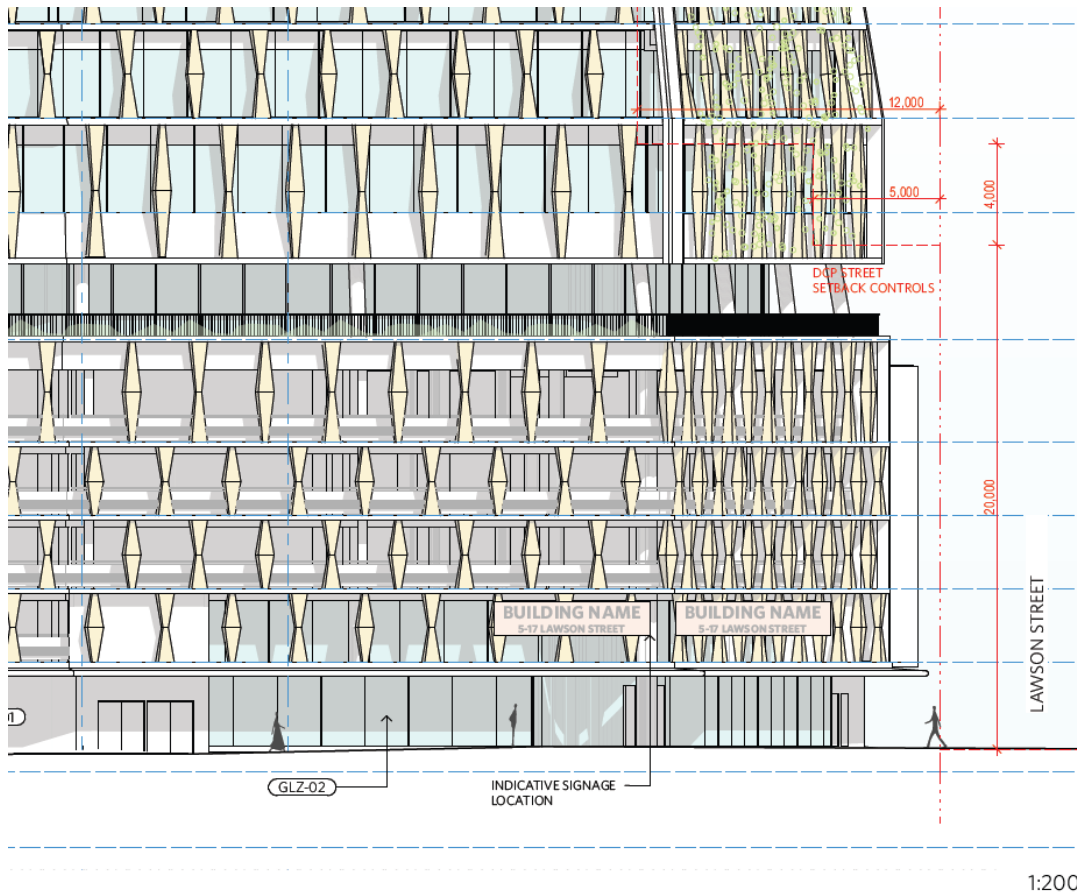 12,000
5,000
4,000
DCP STREET
SETBACK CONTROLS
20,000
LAWSON STREET
BUILDING NAME
5-17 LAWSON STREET
BUILDING NAME
5-17 LAWSON STREET
GLZ-02
INDICATIVE SIGNAGE
LOCATION
1:200